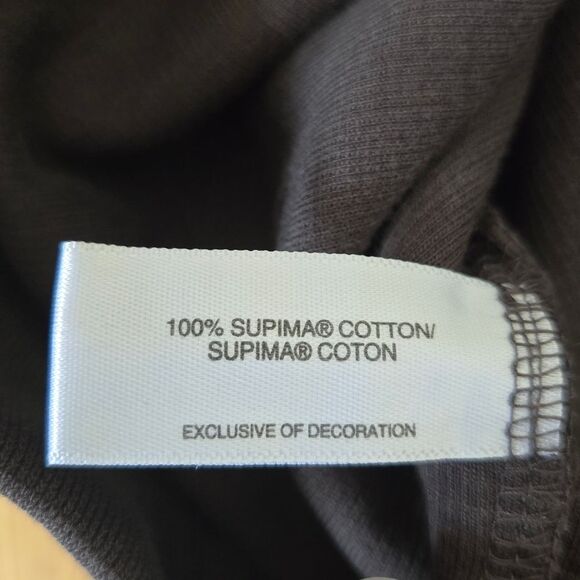 100% SUPIMA® COTTON/
SUPIMA® COTON
EXCLUSIVE OF DECORATION